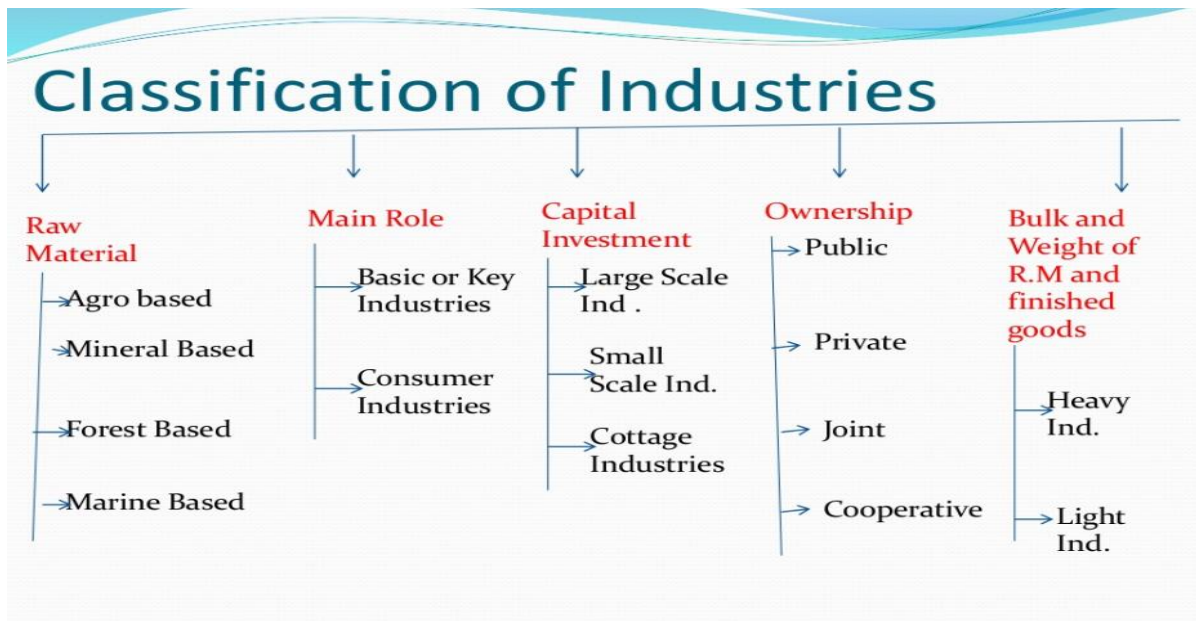 Classification of Industries
Raw
Material
Agro based
Mineral Based
Forest Based
Marine Based
Main Role
Basic or Key
Industries
Consumer
Industries
Capital
Investment
Large Scale
Ind .
Small
Scale Ind.
Cottage
Industries
Ownership
Public
Private
Joint
Cooperative
Bulk and
Weight of
R.M and
finished
goods
Heavy
Ind.
Light
Ind.